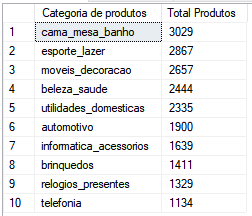 Categoria de produtos Total Produtos
1 cama_mesa_banho 3029
2 esporte_lazer 2867
3 moveis_decoracao 2657
4 beleza_saude 2444
5 utilidades_domesticas 2335
6 automotivo 1900
7 informatica_acessorios 1639
8 brinquedos 1411
9 relogios_presentes 1329
10 telefonia 1134